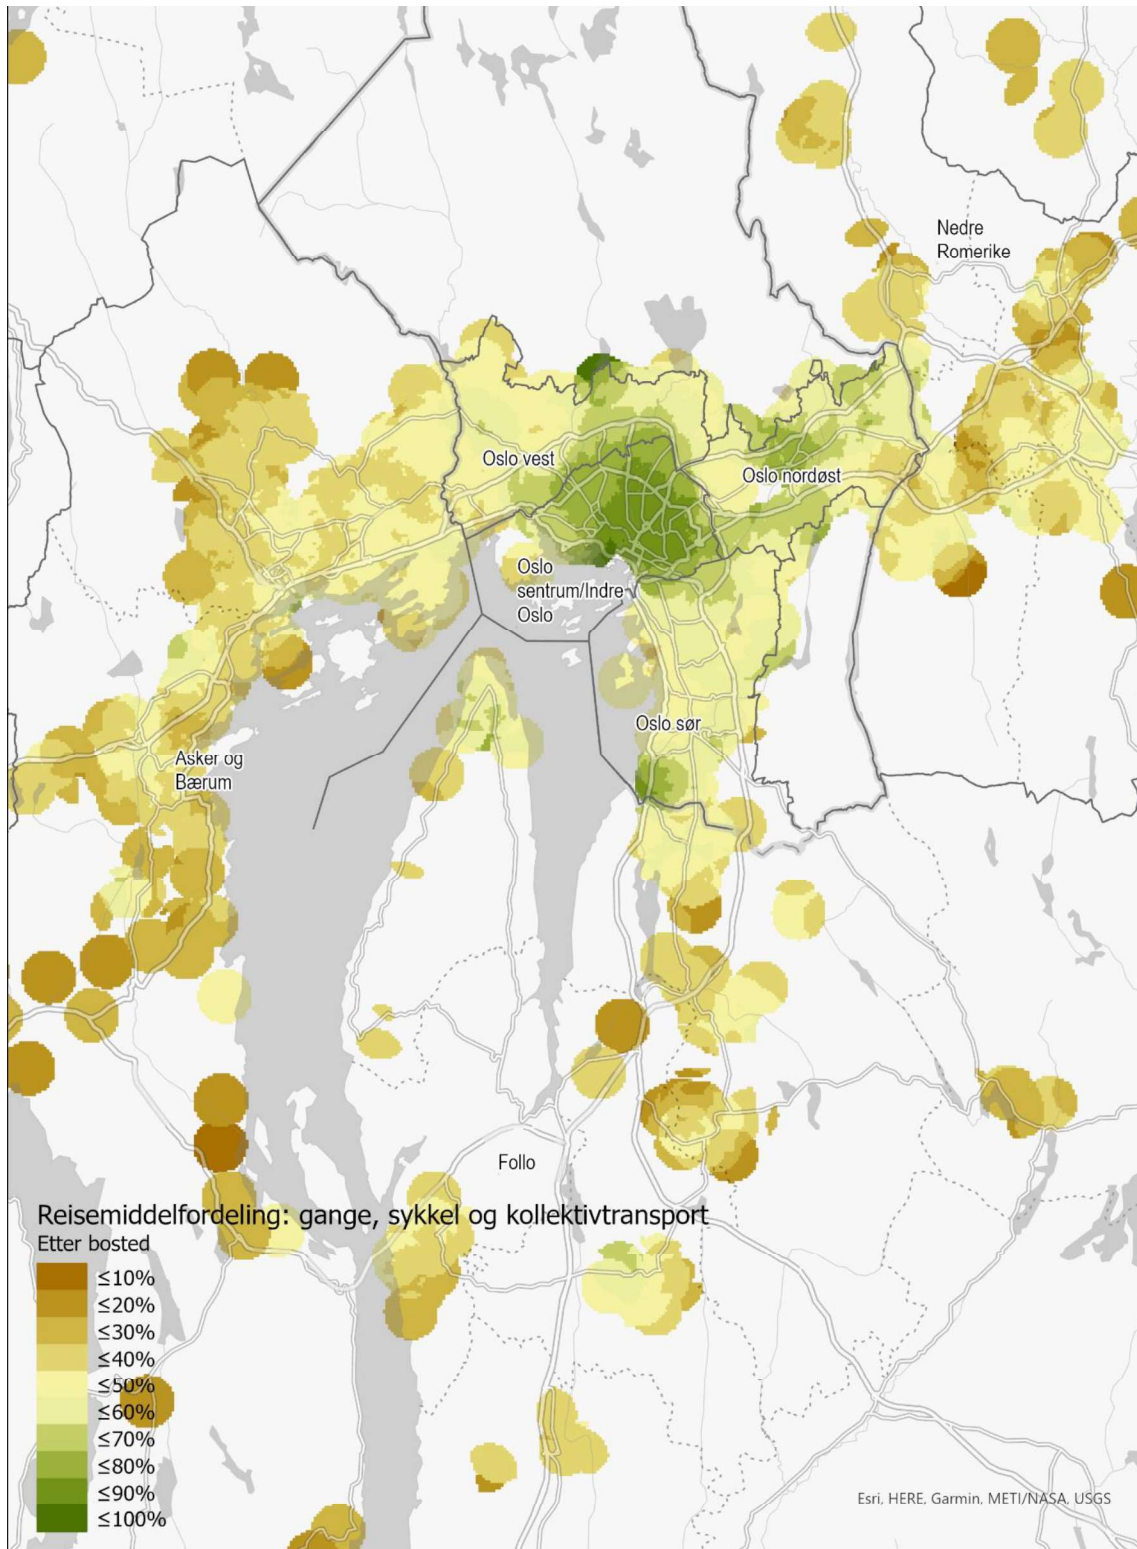 Nedre
Romerike
Oslo vest
Oslo nordøst
Oslo
sentrum/Indre
Oslo
Oslo sør
Asker og
Bærum
Follo
Reisemiddelfordeling: gange, sykkel og kollektivtransport
Etter bosted
≤10%
≤20%
≤30%
≤40%
≤50%
≤60%
≤70%
≤80%
≤90%
≤100%
Esri, HERE, Garmin, METI/NASA, USGS